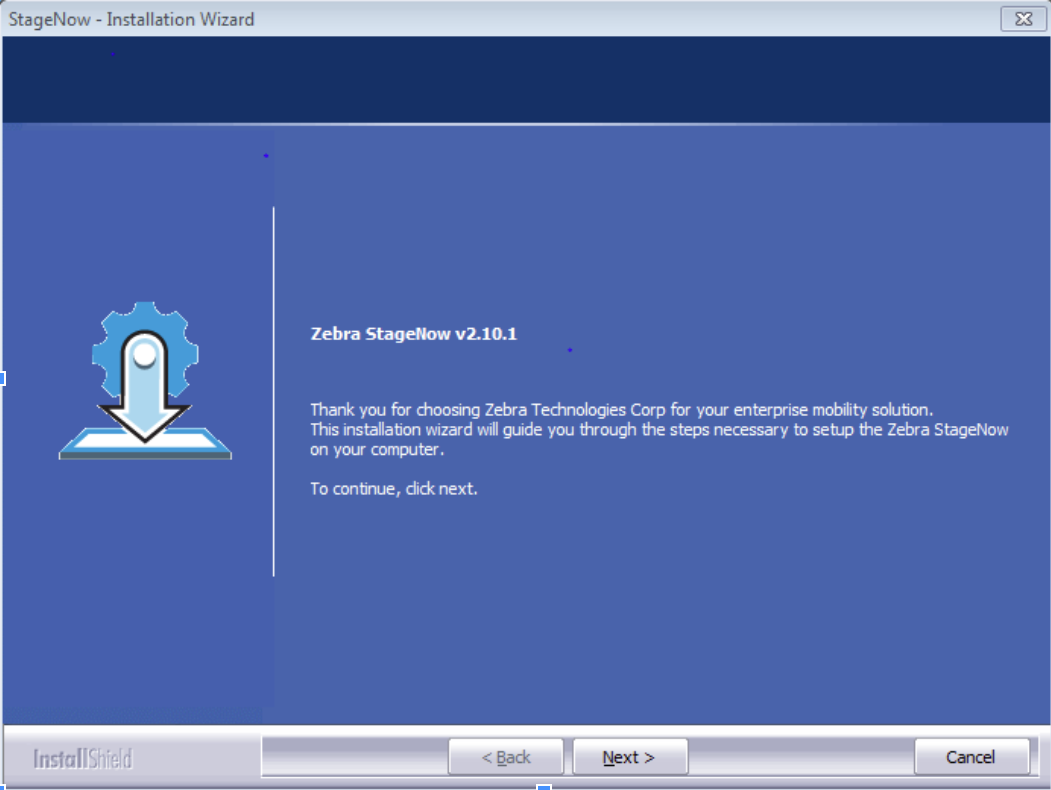 StageNow - Installation Wizard
Zebra StageNow v2.10.1
Thank you for choosing Zebra Technologies Corp for your enterprise mobility solution.
This installation wizard will guide you through the steps necessary to setup the Zebra StageNow
on your computer.
To continue, click next.
InstallShield
< Back
Next >
Cancel